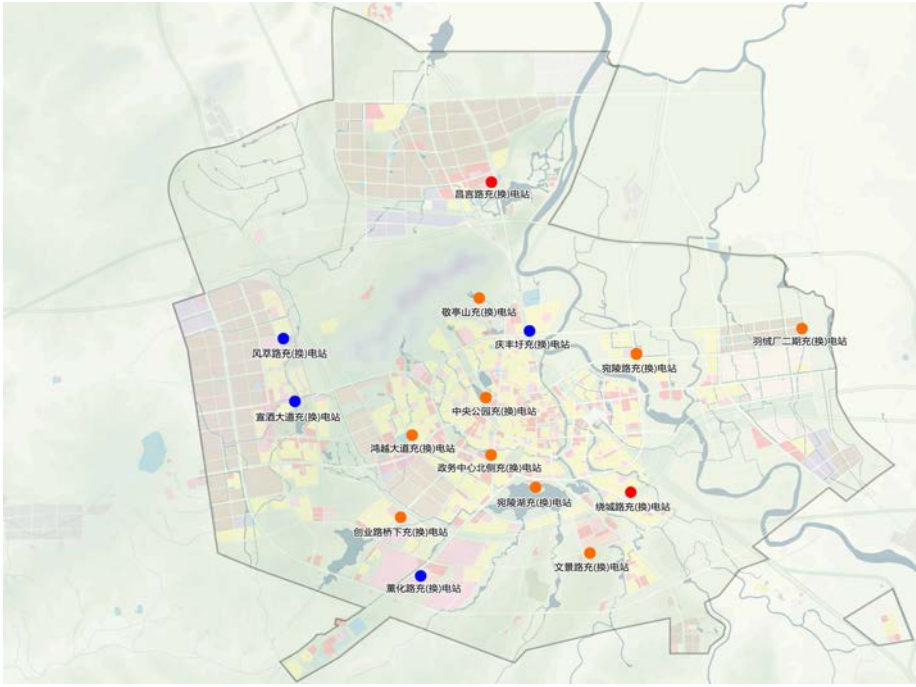 昌言路充(换)电站
敬亭山充(换)电站
庆丰圩充(换)电站
羽绒厂二期充(换)电站
风萃路充(换)电站
宛陵路充(换)电站
宣酒大道充(换)电站
中央公园充(换)电站
鸿越大道充(换)电站
政务中心北侧充(换)电站
宛陵湖充(换)电站
绕城路充(换)电站
创业路桥下充(换)电站
文景路充(换)电站
薰化路充(换)电站